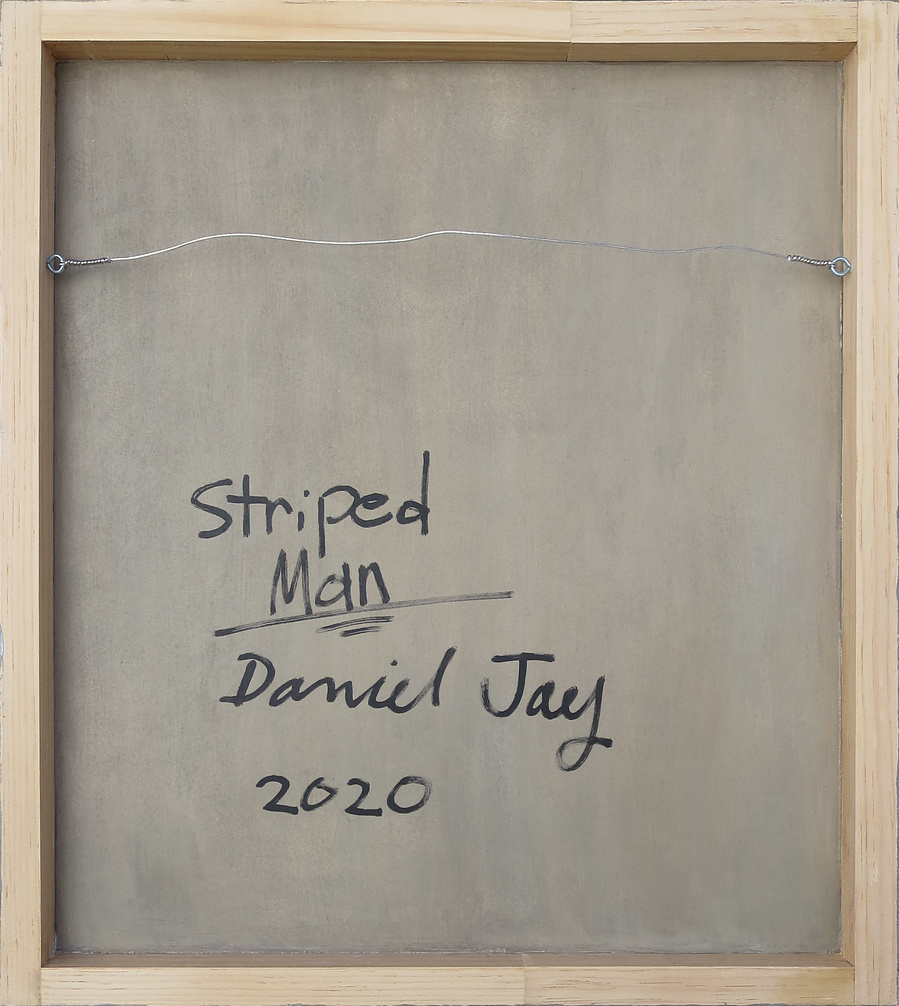 Striped
Man
Daniel Jay
2020